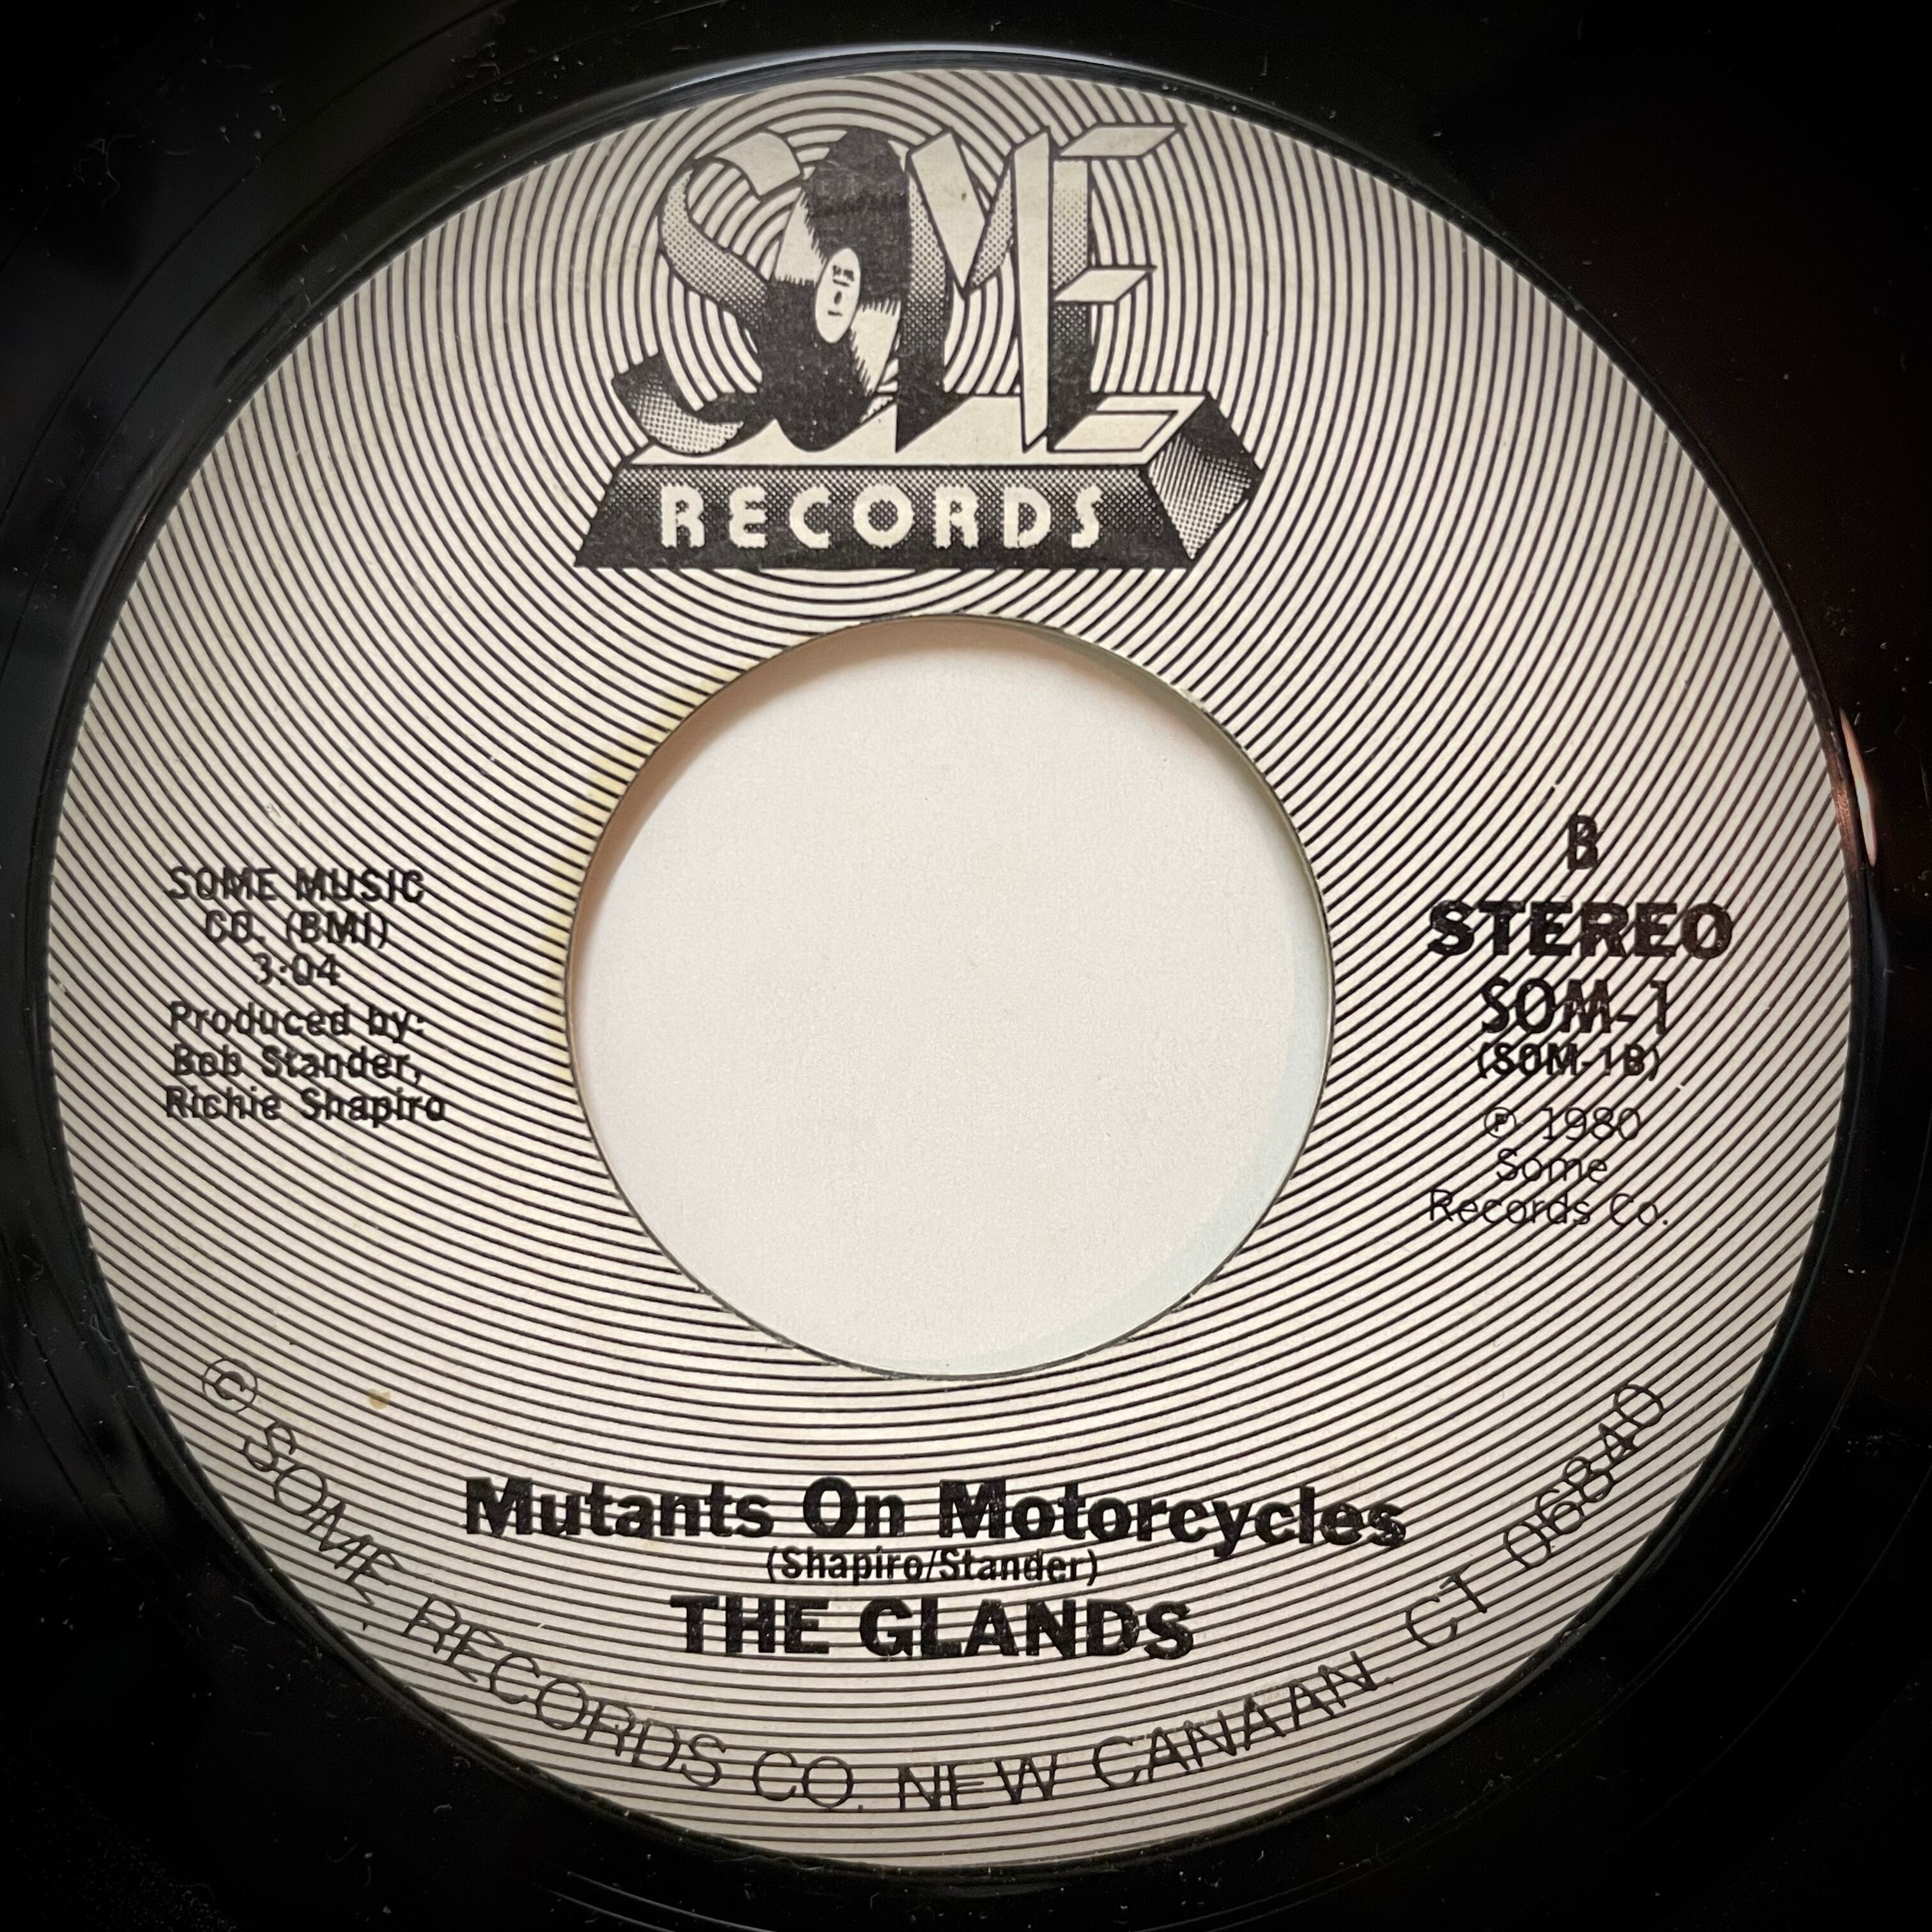 SOME
RECORDS
SOME MUSIC
CO. (BMI)
3:04
Produced by:
Bob Stander,
Richie Shapiro
B
STEREO
SOM-1
(SOM-1B)
℗ 1980
Some
Records Co.
Mutants On Motorcycles
(Shapiro/Stander)
THE GLANDS
© SOME RECORDS CO. NEW CANAAN, CT 06840